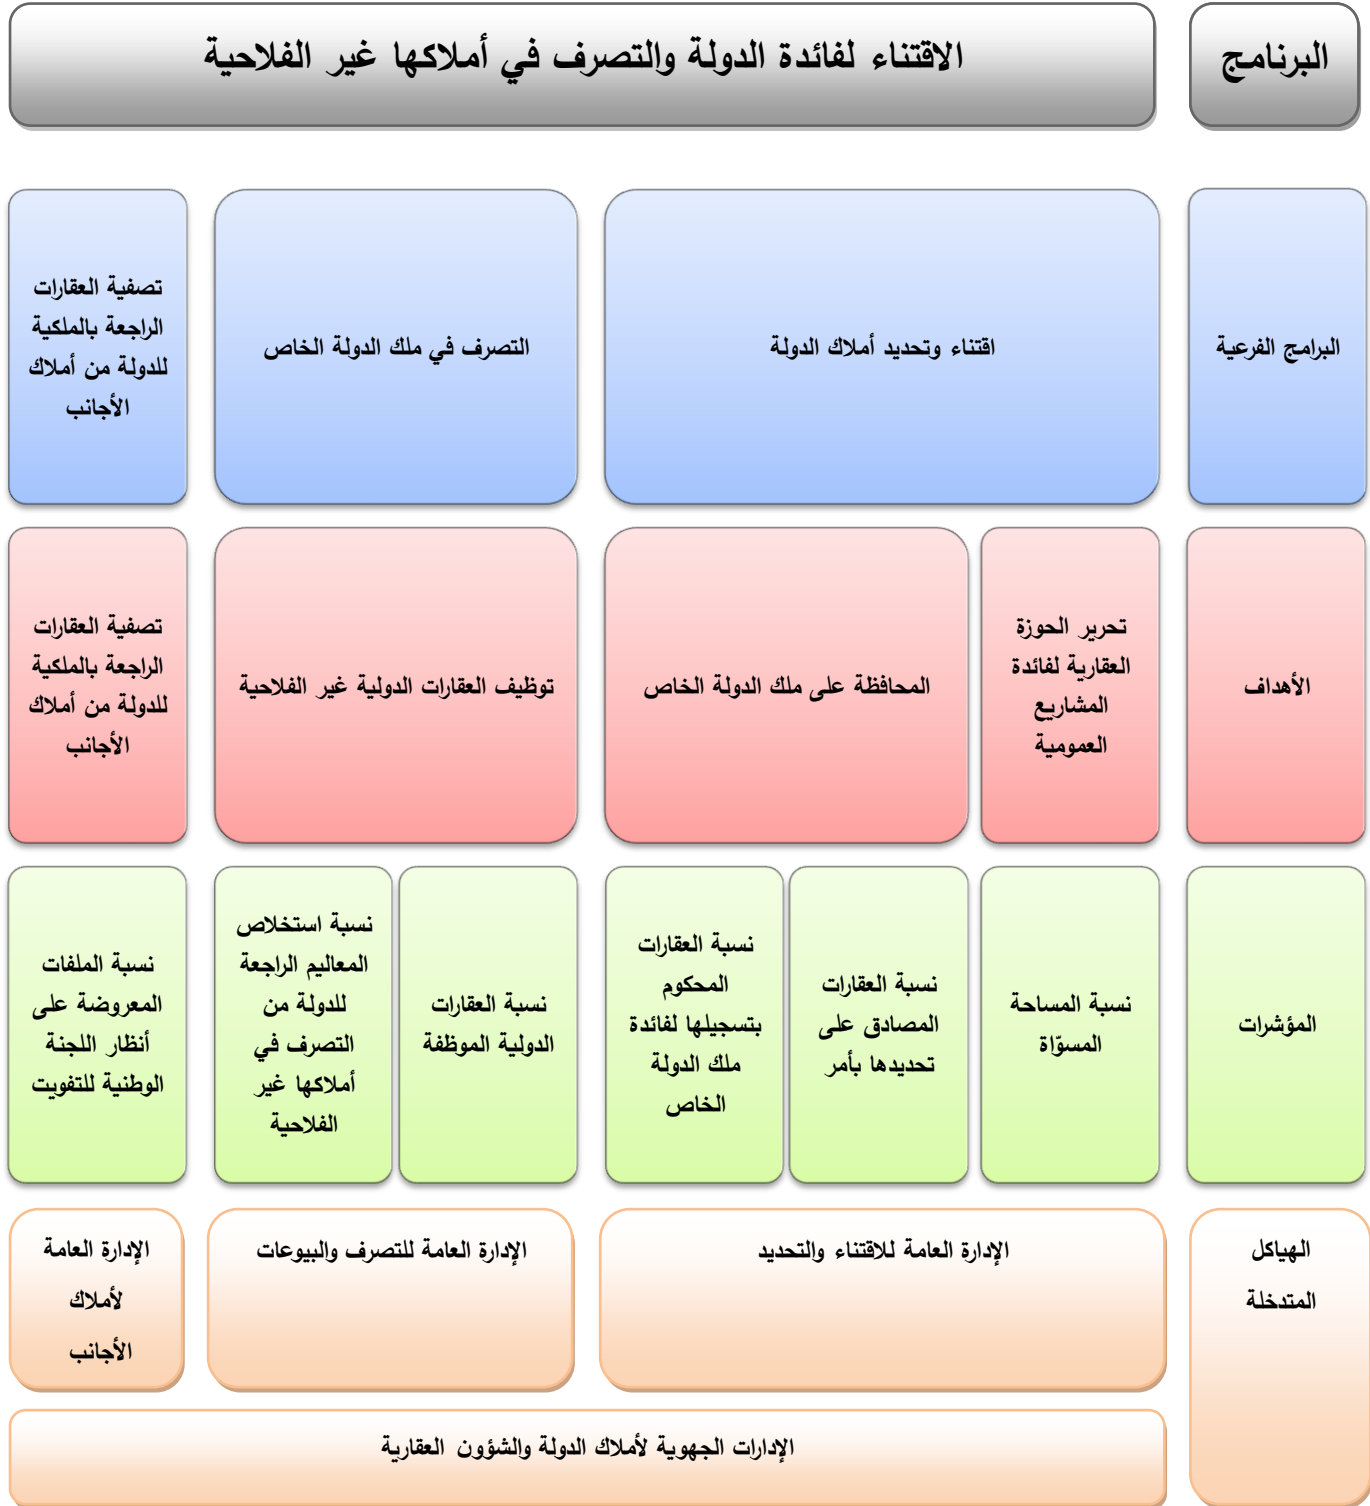 البرنامج
الاقتناء لفائدة الدولة والتصرف في أملاكها غير الفلاحية
البرامج الفرعية
اقتناء وتحديد أملاك الدولة
التصرف في ملك الدولة الخاص
تصفية العقارات
الراجعة بالملكية
للدولة من أملاك
الأجانب
الأهداف
تحرير الحوزة
العقارية لفائدة
المشاريع
العمومية
المحافظة على ملك الدولة الخاص
توظيف العقارات الدولية غير الفلاحية
تصفية العقارات
الراجعة بالملكية
للدولة من أملاك
الأجانب
المؤشرات
نسبة المساحة
المسوّاة
نسبة العقارات
المصادق على
تحديدها بأمر
نسبة العقارات
المحكوم
بتسجيلها لفائدة
ملك الدولة
الخاص
نسبة العقارات
الدولية الموظفة
نسبة استخلاص
المعاليم الراجعة
للدولة من
التصرف في
أملاكها غير
الفلاحية
نسبة الملفات
المعروضة على
أنظار اللجنة
الوطنية للتفويت
الهياكل
المتدخلة
الإدارة العامة للاقتناء والتحديد
الإدارة العامة للتصرف والبيوعات
الإدارة العامة
لأملاك
الأجانب
الإدارات الجهوية لأملاك الدولة والشؤون العقارية